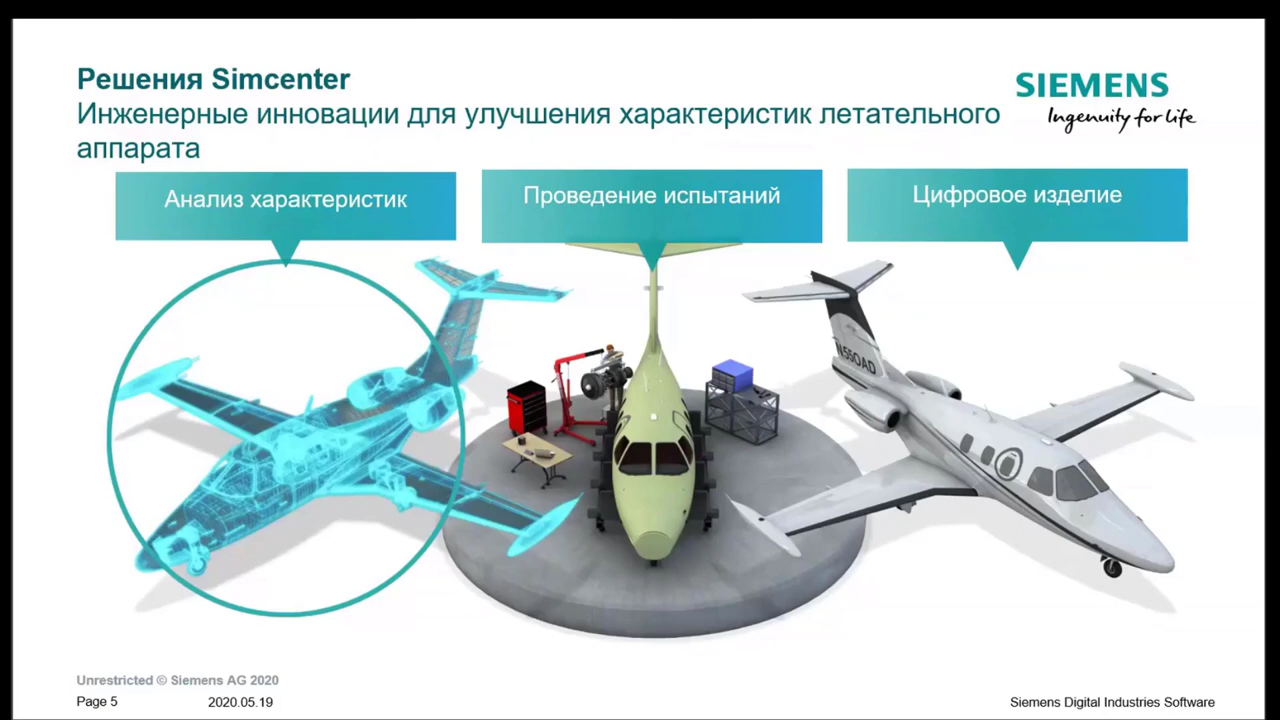 Решения Simcenter
Инженерные инновации для улучшения характеристик летательного
аппарата
SIEMENS
Ingenuity for life
Анализ характеристик
Проведение испытаний
Цифровое изделие
N550AD
Unrestricted © Siemens AG 2020
Page 5
2020.05.19
Siemens Digital Industries Software